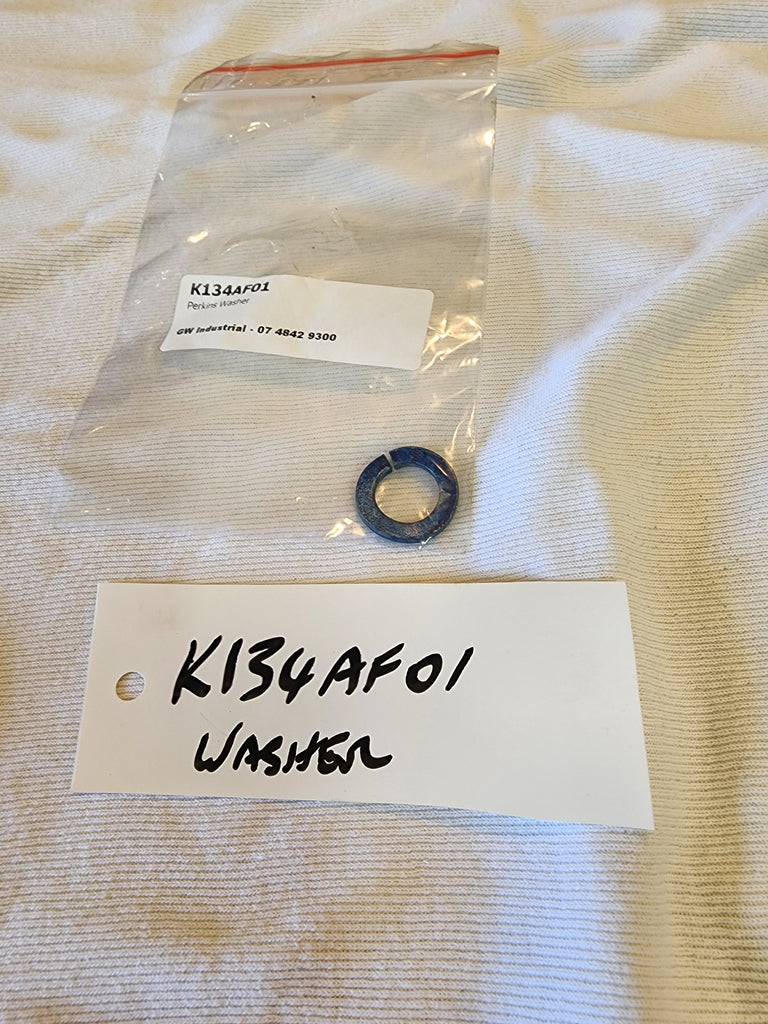 K134AF01
Perkins Washer
GW Industrial - 07 4842 9300
K134AF01
WASHER